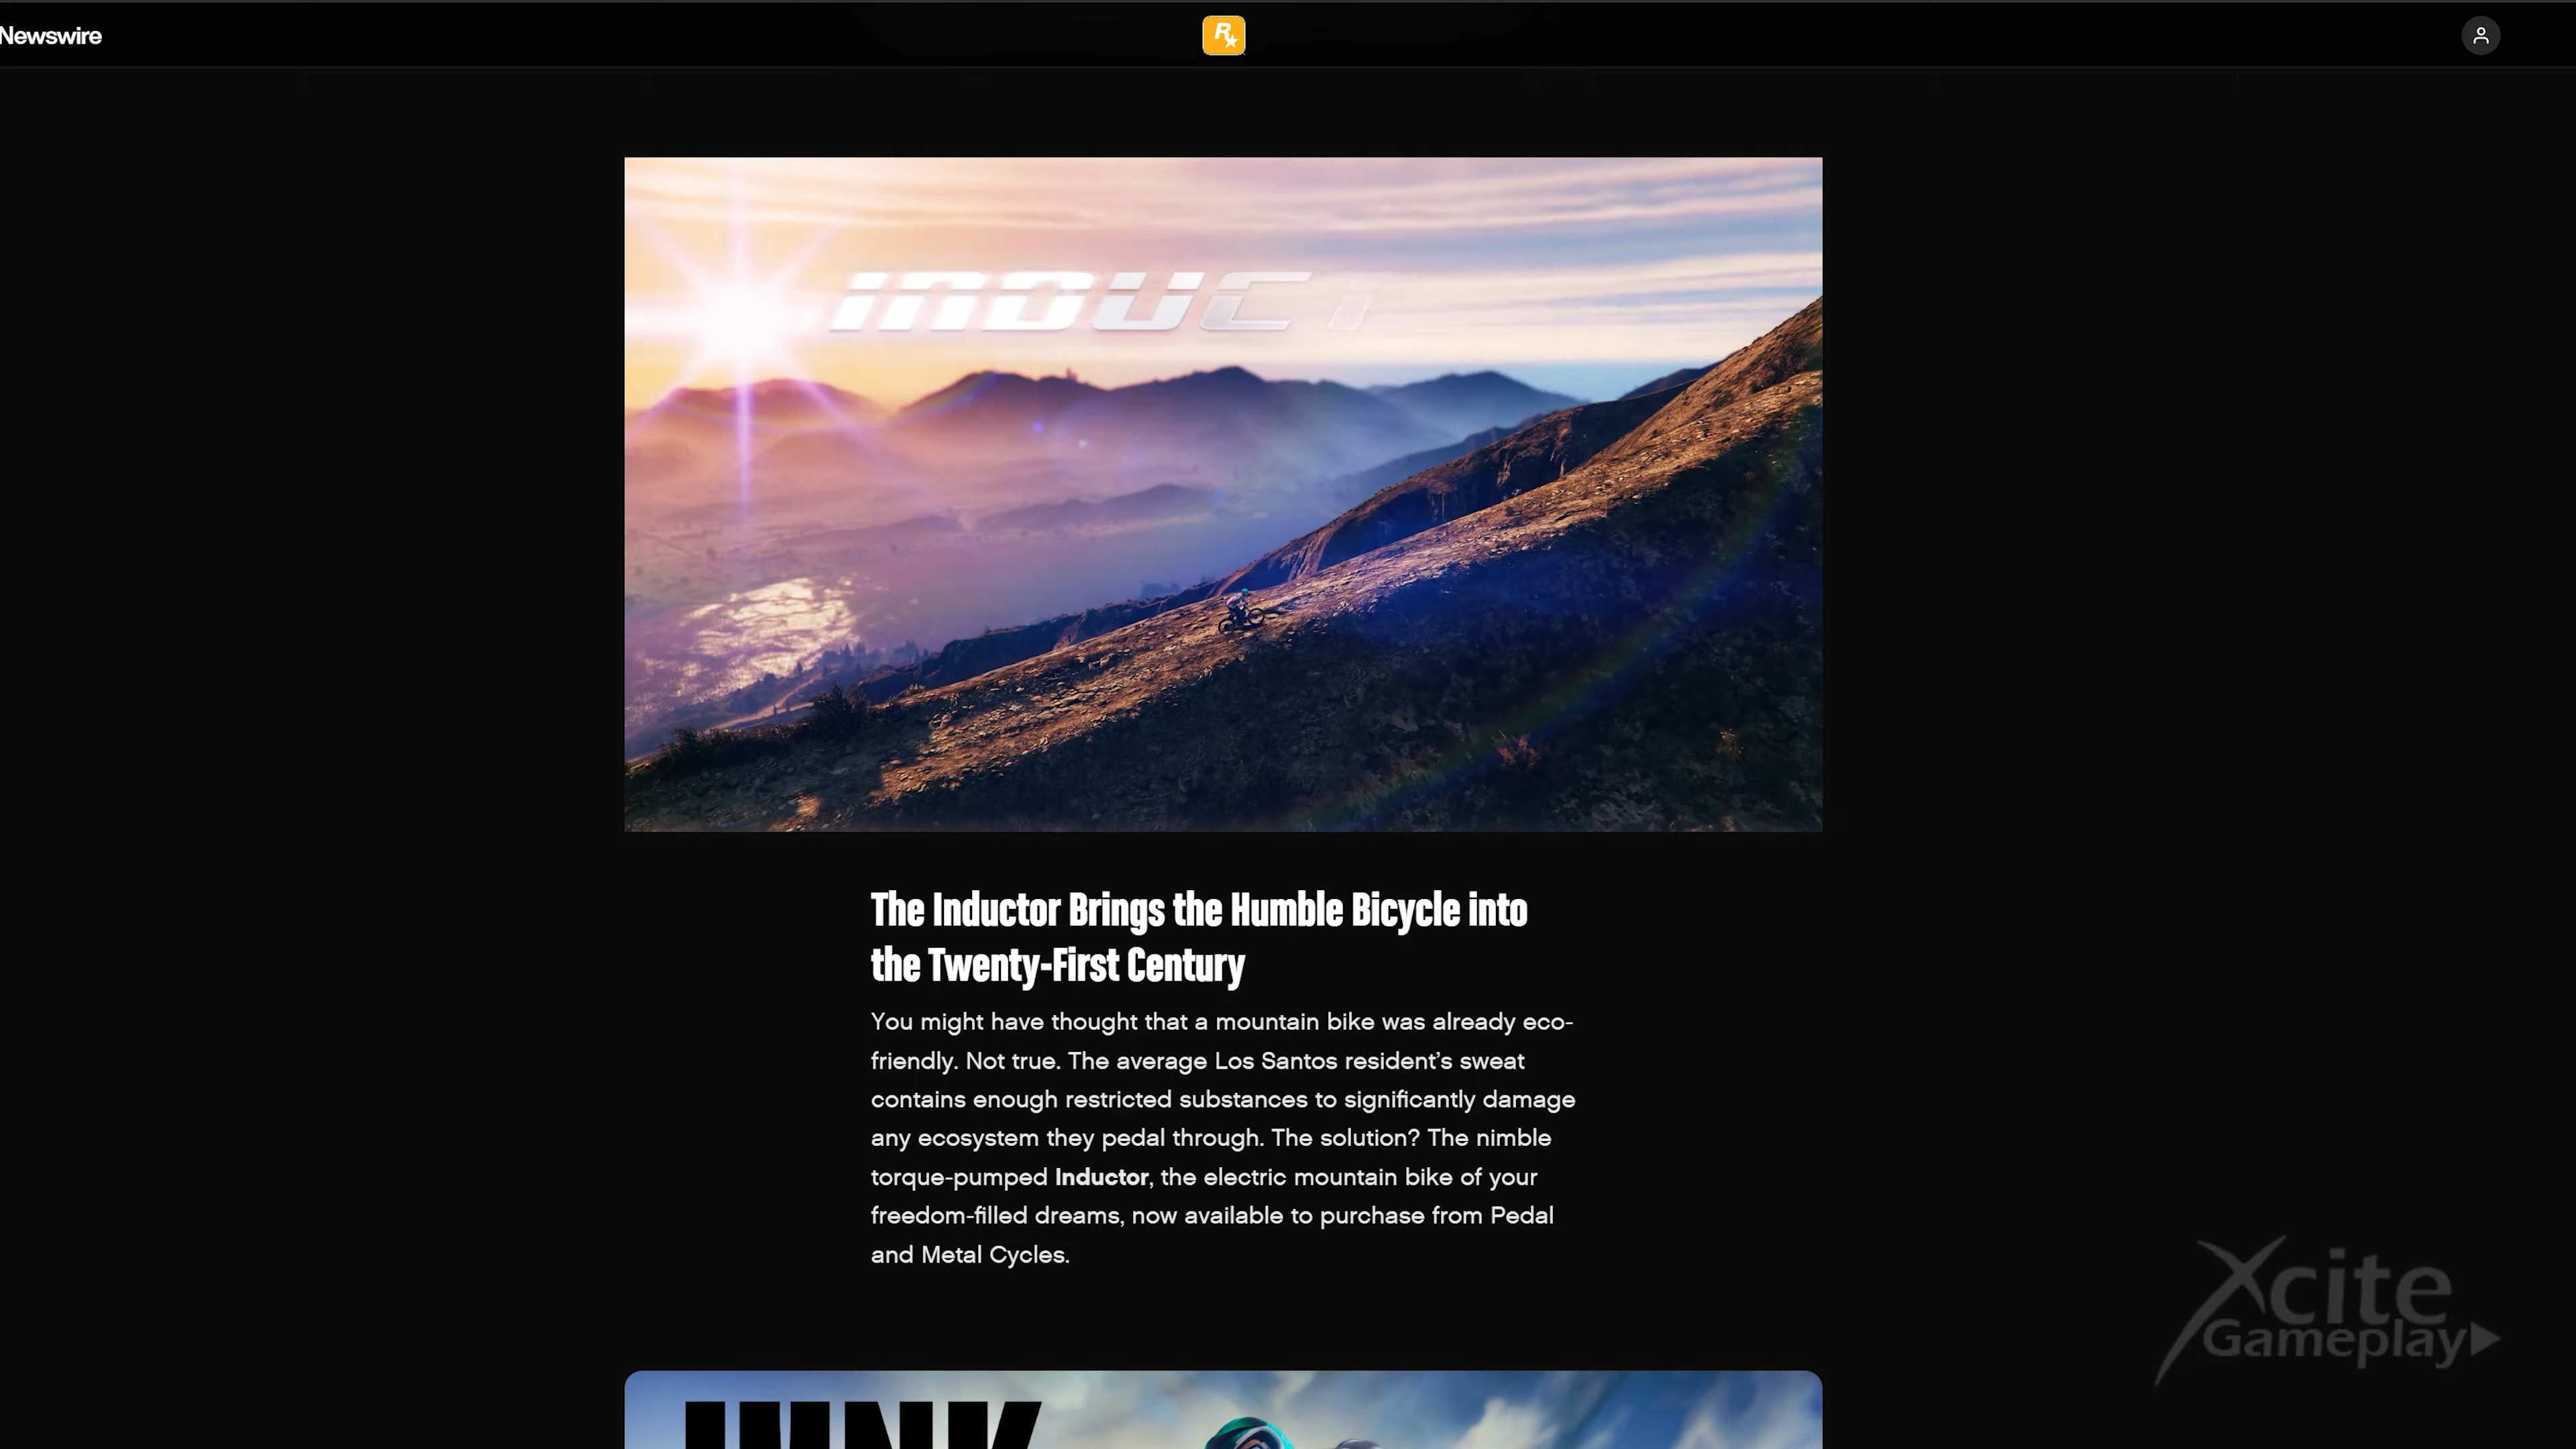 Newswire
R
INDUCT
The Inductor Brings the Humble Bicycle into
the Twenty-First Century
You might have thought that a mountain bike was already eco-
friendly. Not true. The average Los Santos resident’s sweat
contains enough restricted substances to significantly damage
any ecosystem they pedal through. The solution? The nimble
torque-pumped Inductor, the electric mountain bike of your
freedom-filled dreams, now available to purchase from Pedal
and Metal Cycles.
Xcite
Gameplay